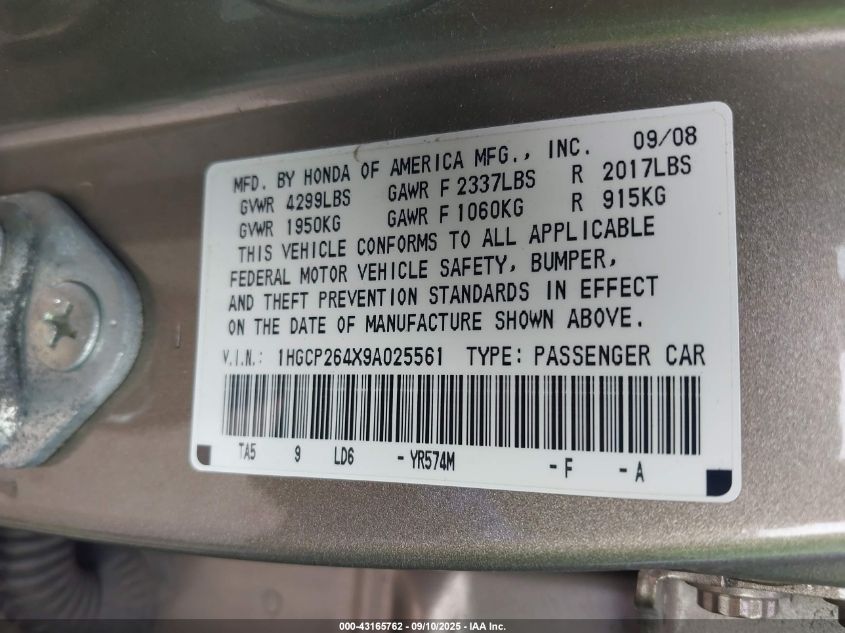 MFD. BY HONDA OF AMERICA MFG., INC. 09/08
GVWR 4299LBS GAWR F 2337LBS R 2017LBS
GVWR 1950KG GAWR F 1060KG R 915KG
THIS VEHICLE CONFORMS TO ALL APPLICABLE
FEDERAL MOTOR VEHICLE SAFETY, BUMPER,
AND THEFT PREVENTION STANDARDS IN EFFECT
ON THE DATE OF MANUFACTURE SHOWN ABOVE.
V.I.N.: 1HGCP264X9A025561 TYPE: PASSENGER CAR
TA5 9 LD6 - YR574M - F - A
000-43165762 - 09/10/2025 - IAA Inc.